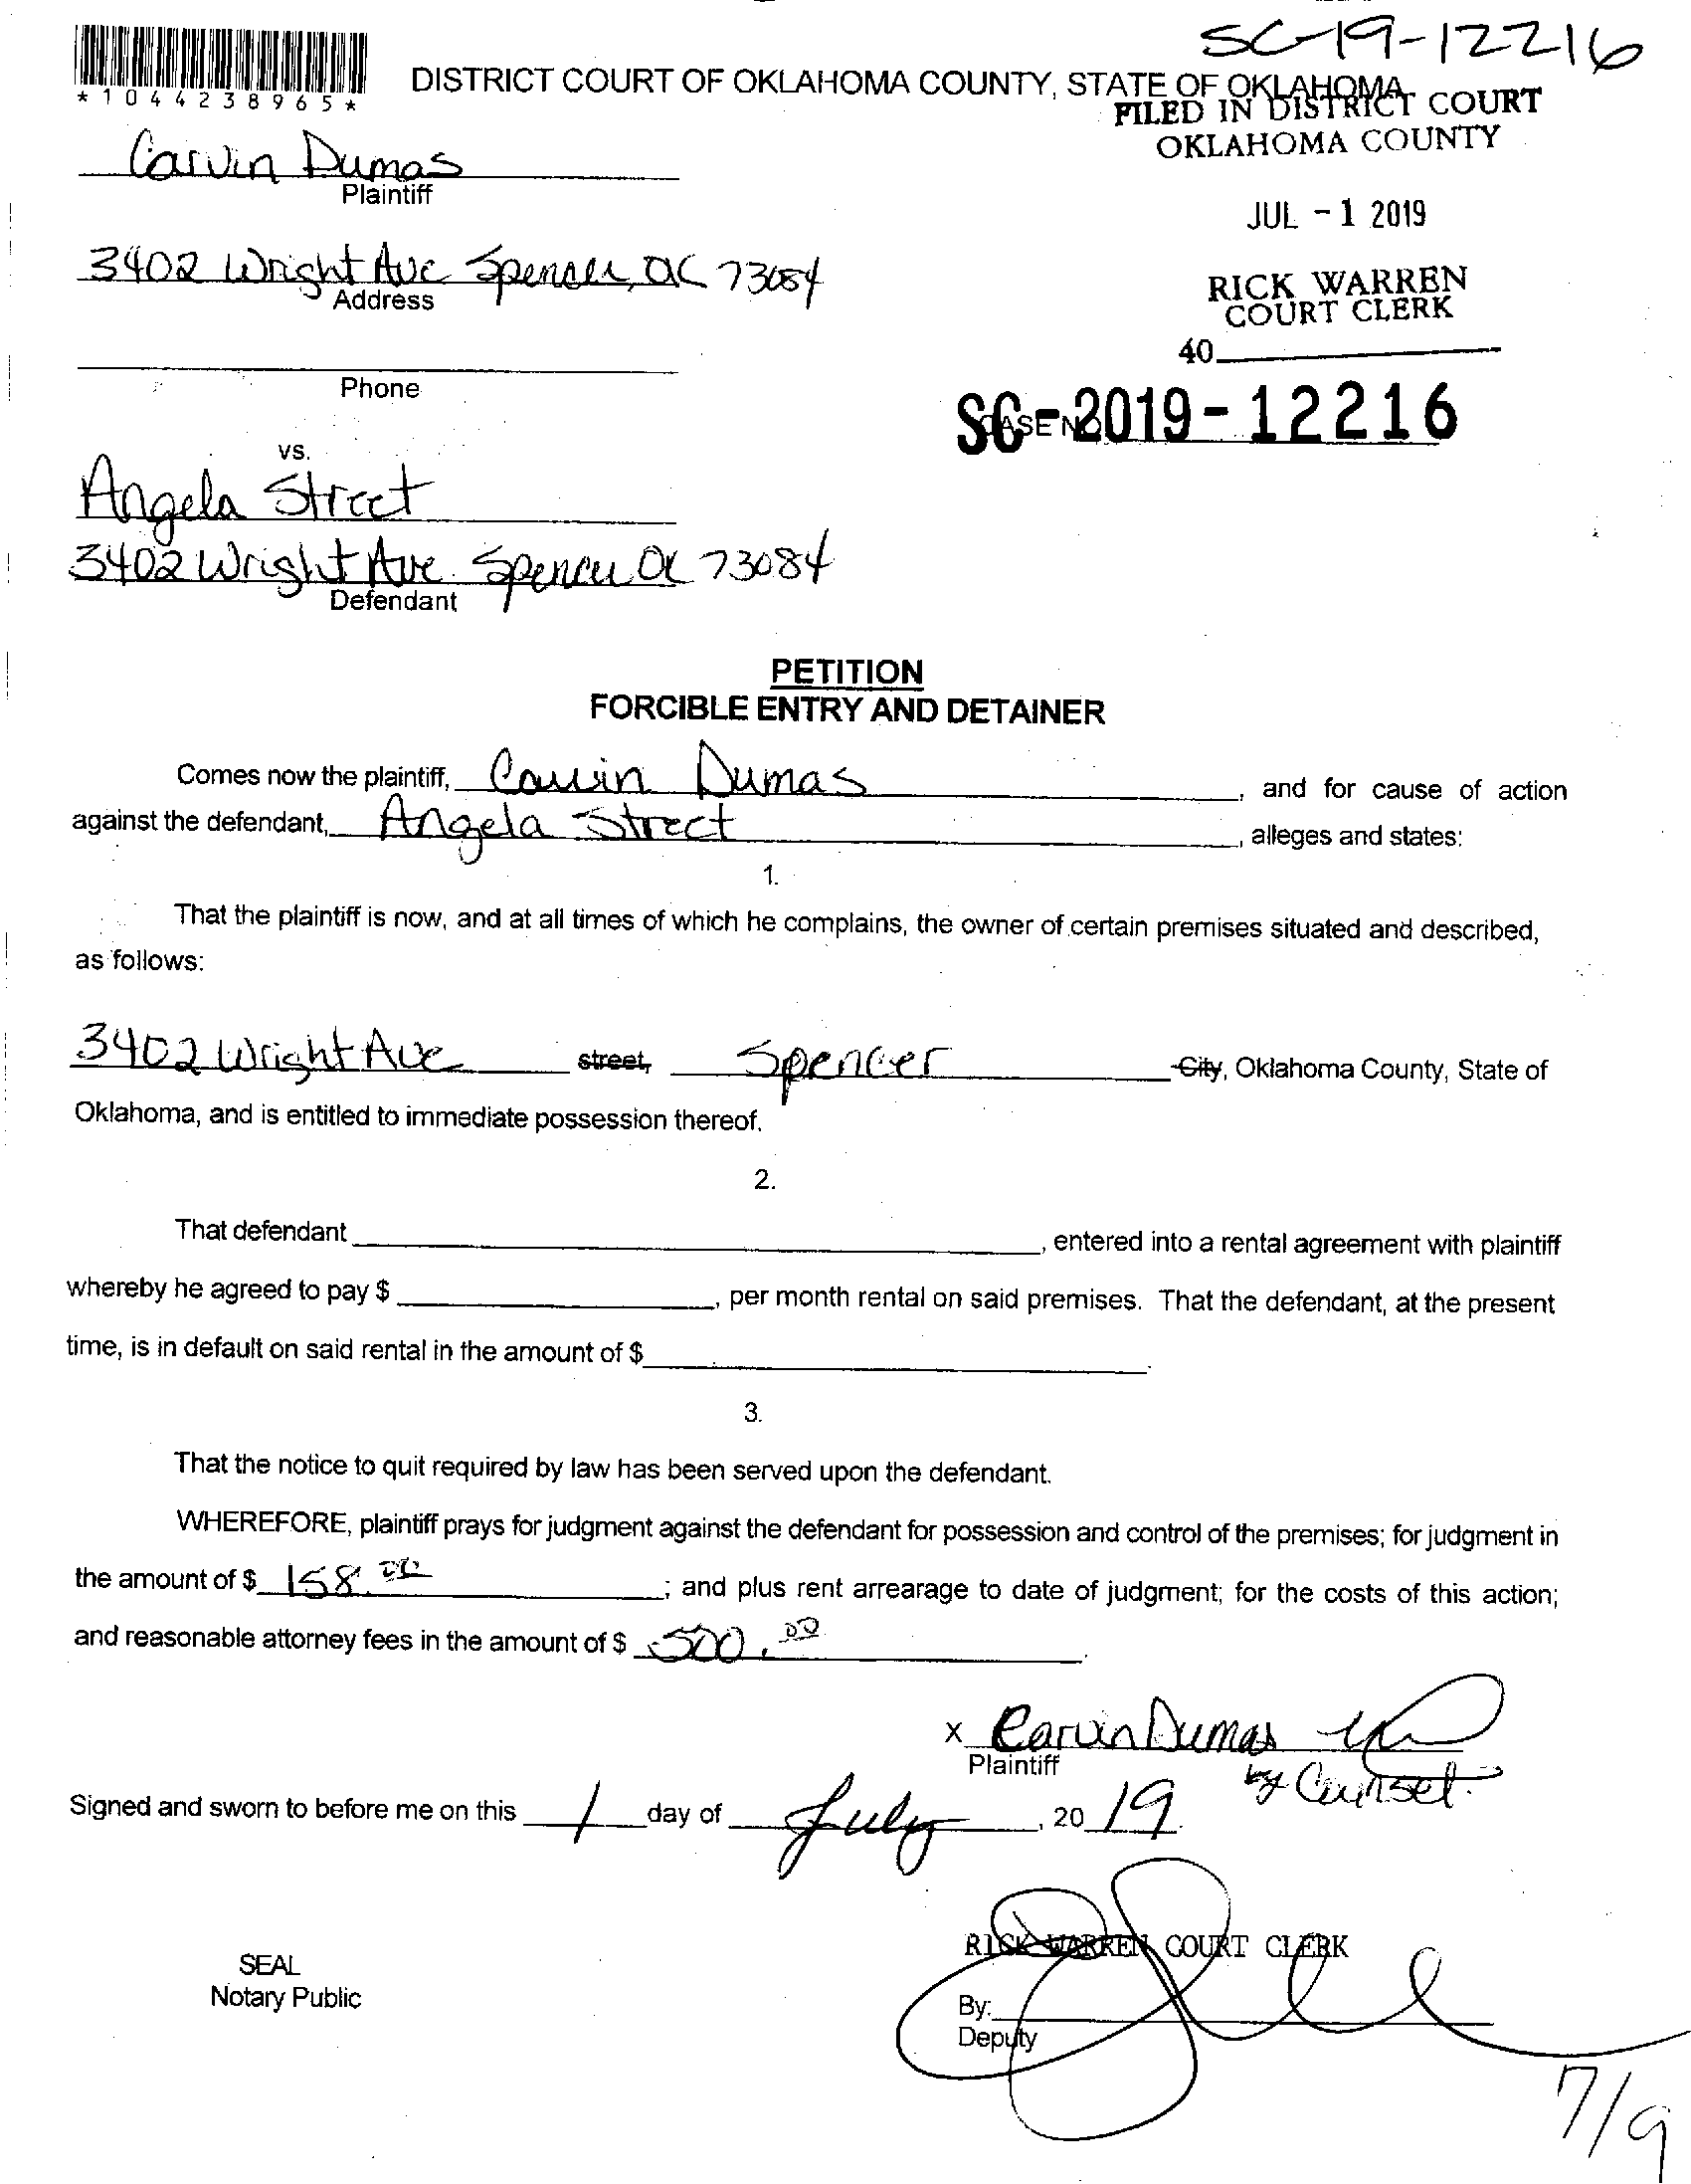 SC-19-12216
*1044238965*
DISTRICT COURT OF OKLAHOMA COUNTY, STATE OF OKLAHOMA
FILED IN DISTRICT COURT
OKLAHOMA COUNTY
Carvin Dumas
Plaintiff
JUL - 1 2019
3402 Wright Ave Spencer, OK 73084
Address
RICK WARREN
COURT CLERK
40
Phone
CASE NO.
SC-2019-12216
vs.
Angela Street
3402 Wright Ave. Spencer OK 73084
Defendant
PETITION
FORCIBLE ENTRY AND DETAINER
Comes now the plaintiff, Carvin Dumas, and for cause of action
against the defendant, Angela Street, alleges and states:
1.
That the plaintiff is now, and at all times of which he complains, the owner of certain premises situated and described,
as follows:
3402 Wright Ave street, Spencer City, Oklahoma County, State of
Oklahoma, and is entitled to immediate possession thereof.
2.
That defendant , entered into a rental agreement with plaintiff
whereby he agreed to pay $ , per month rental on said premises. That the defendant, at the present
time, is in default on said rental in the amount of $
3.
That the notice to quit required by law has been served upon the defendant.
WHEREFORE, plaintiff prays for judgment against the defendant for possession and control of the premises; for judgment in
the amount of $ 158.00 ; and plus rent arrearage to date of judgment; for the costs of this action;
and reasonable attorney fees in the amount of $ 500.00.
x Carvin Dumas
Plaintiff
by Counsel.
Signed and sworn to before me on this 1 day of July, 20 19.
RICK WARREN COURT CLERK
SEAL
Notary Public
By:
Deputy
7/9